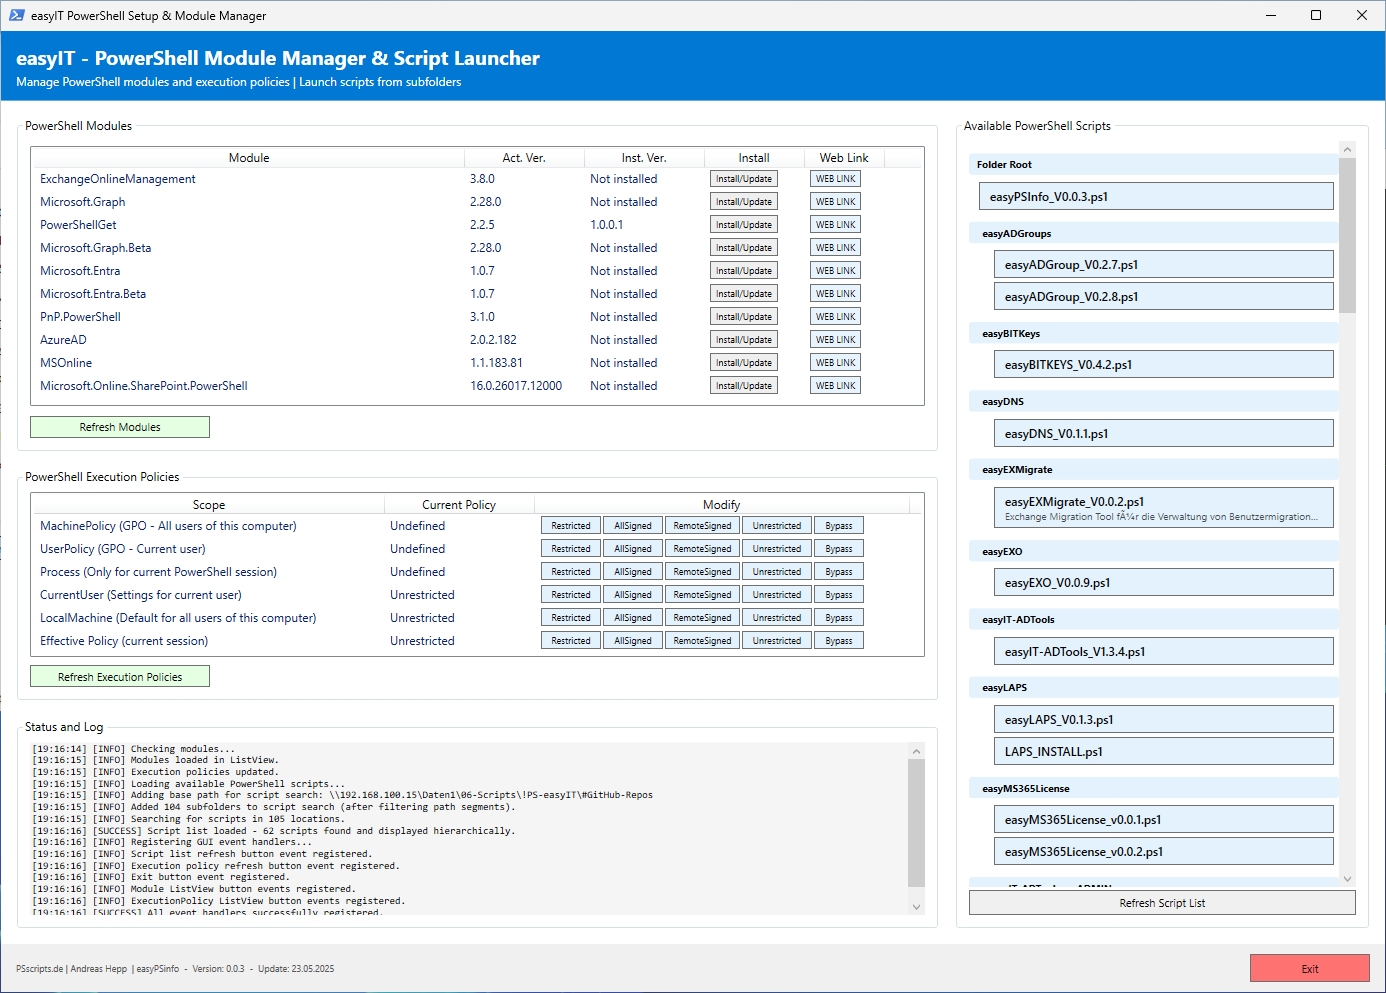 easyIT PowerShell Setup & Module Manager
easyIT - PowerShell Module Manager & Script Launcher
Manage PowerShell modules and execution policies | Launch scripts from subfolders
PowerShell Modules
Module Act. Ver. Inst. Ver. Install Web Link
ExchangeOnlineManagement 3.8.0 Not installed Install/Update WEB LINK
Microsoft.Graph 2.28.0 Not installed Install/Update WEB LINK
PowerShellGet 2.2.5 1.0.0.1 Install/Update WEB LINK
Microsoft.Graph.Beta 2.28.0 Not installed Install/Update WEB LINK
Microsoft.Entra 1.0.7 Not installed Install/Update WEB LINK
Microsoft.Entra.Beta 1.0.7 Not installed Install/Update WEB LINK
PnP.PowerShell 3.1.0 Not installed Install/Update WEB LINK
AzureAD 2.0.2.182 Not installed Install/Update WEB LINK
MSOnline 1.1.183.81 Not installed Install/Update WEB LINK
Microsoft.Online.SharePoint.PowerShell 16.0.26017.12000 Not installed Install/Update WEB LINK
Refresh Modules
PowerShell Execution Policies
Scope Current Policy Modify
MachinePolicy (GPO - All users of this computer) Undefined Restricted AllSigned RemoteSigned Unrestricted Bypass
UserPolicy (GPO - Current user) Undefined Restricted AllSigned RemoteSigned Unrestricted Bypass
Process (Only for current PowerShell session) Undefined Restricted AllSigned RemoteSigned Unrestricted Bypass
CurrentUser (Settings for current user) Unrestricted Restricted AllSigned RemoteSigned Unrestricted Bypass
LocalMachine (Default for all users of this computer) Unrestricted Restricted AllSigned RemoteSigned Unrestricted Bypass
Effective Policy (current session) Unrestricted Restricted AllSigned RemoteSigned Unrestricted Bypass
Refresh Execution Policies
Status and Log
[19:16:14] [INFO] Checking modules...
[19:16:15] [INFO] Modules loaded in ListView.
[19:16:15] [INFO] Execution policies updated.
[19:16:15] [INFO] Loading available PowerShell scripts...
[19:16:15] [INFO] Adding base path for script search: \\192.168.100.15\Daten1\06-Scripts\!PS-easyIT\#GitHub-Repos
[19:16:15] [INFO] Added 104 subfolders to script search (after filtering path segments).
[19:16:15] [INFO] Searching for scripts in 105 locations.
[19:16:16] [SUCCESS] Script list loaded - 62 scripts found and displayed hierarchically.
[19:16:16] [INFO] Registering GUI event handlers...
[19:16:16] [INFO] Script list refresh button event registered.
[19:16:16] [INFO] Execution policy refresh button event registered.
[19:16:16] [INFO] Exit button event registered.
[19:16:16] [INFO] Module ListView button events registered.
[19:16:16] [INFO] ExecutionPolicy ListView button events registered.
[19:16:16] [SUCCESS] All event handlers successfully registered.
Available PowerShell Scripts
Folder Root
easyPSInfo_V0.0.3.ps1
easyADGroups
easyADGroup_V0.2.7.ps1
easyADGroup_V0.2.8.ps1
easyBITKeys
easyBITKEYS_V0.4.2.ps1
easyDNS
easyDNS_V0.1.1.ps1
easyEXMigrate
easyEXMigrate_V0.0.2.ps1
Exchange Migration Tool fÃ¼r die Verwaltung von Benutzermigration...
easyEXO
easyEXO_V0.0.9.ps1
easyIT-ADTools
easyIT-ADTools_V1.3.4.ps1
easyLAPS
easyLAPS_V0.1.3.ps1
LAPS_INSTALL.ps1
easyMS365License
easyMS365License_v0.0.1.ps1
easyMS365License_v0.0.2.ps1
Refresh Script List
PSscripts.de | Andreas Hepp | easyPSinfo - Version: 0.0.3 - Update: 23.05.2025
Exit